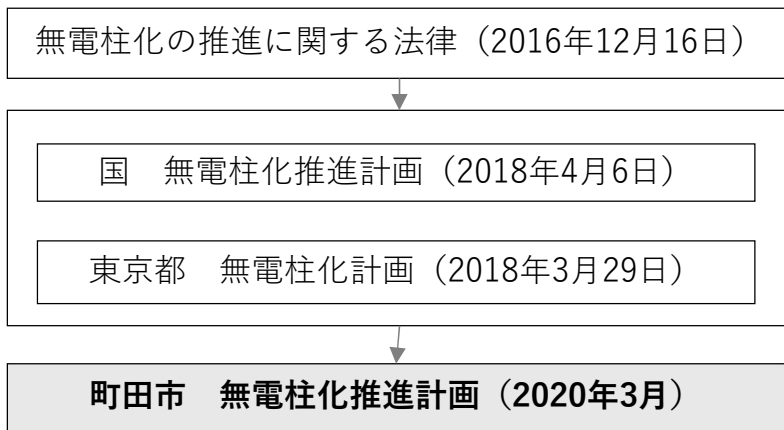 無電柱化の推進に関する法律（2016年12月16日）
国　無電柱化推進計画（2018年4月6日）
東京都　無電柱化計画（2018年3月29日）
町田市　無電柱化推進計画（2020年3月）